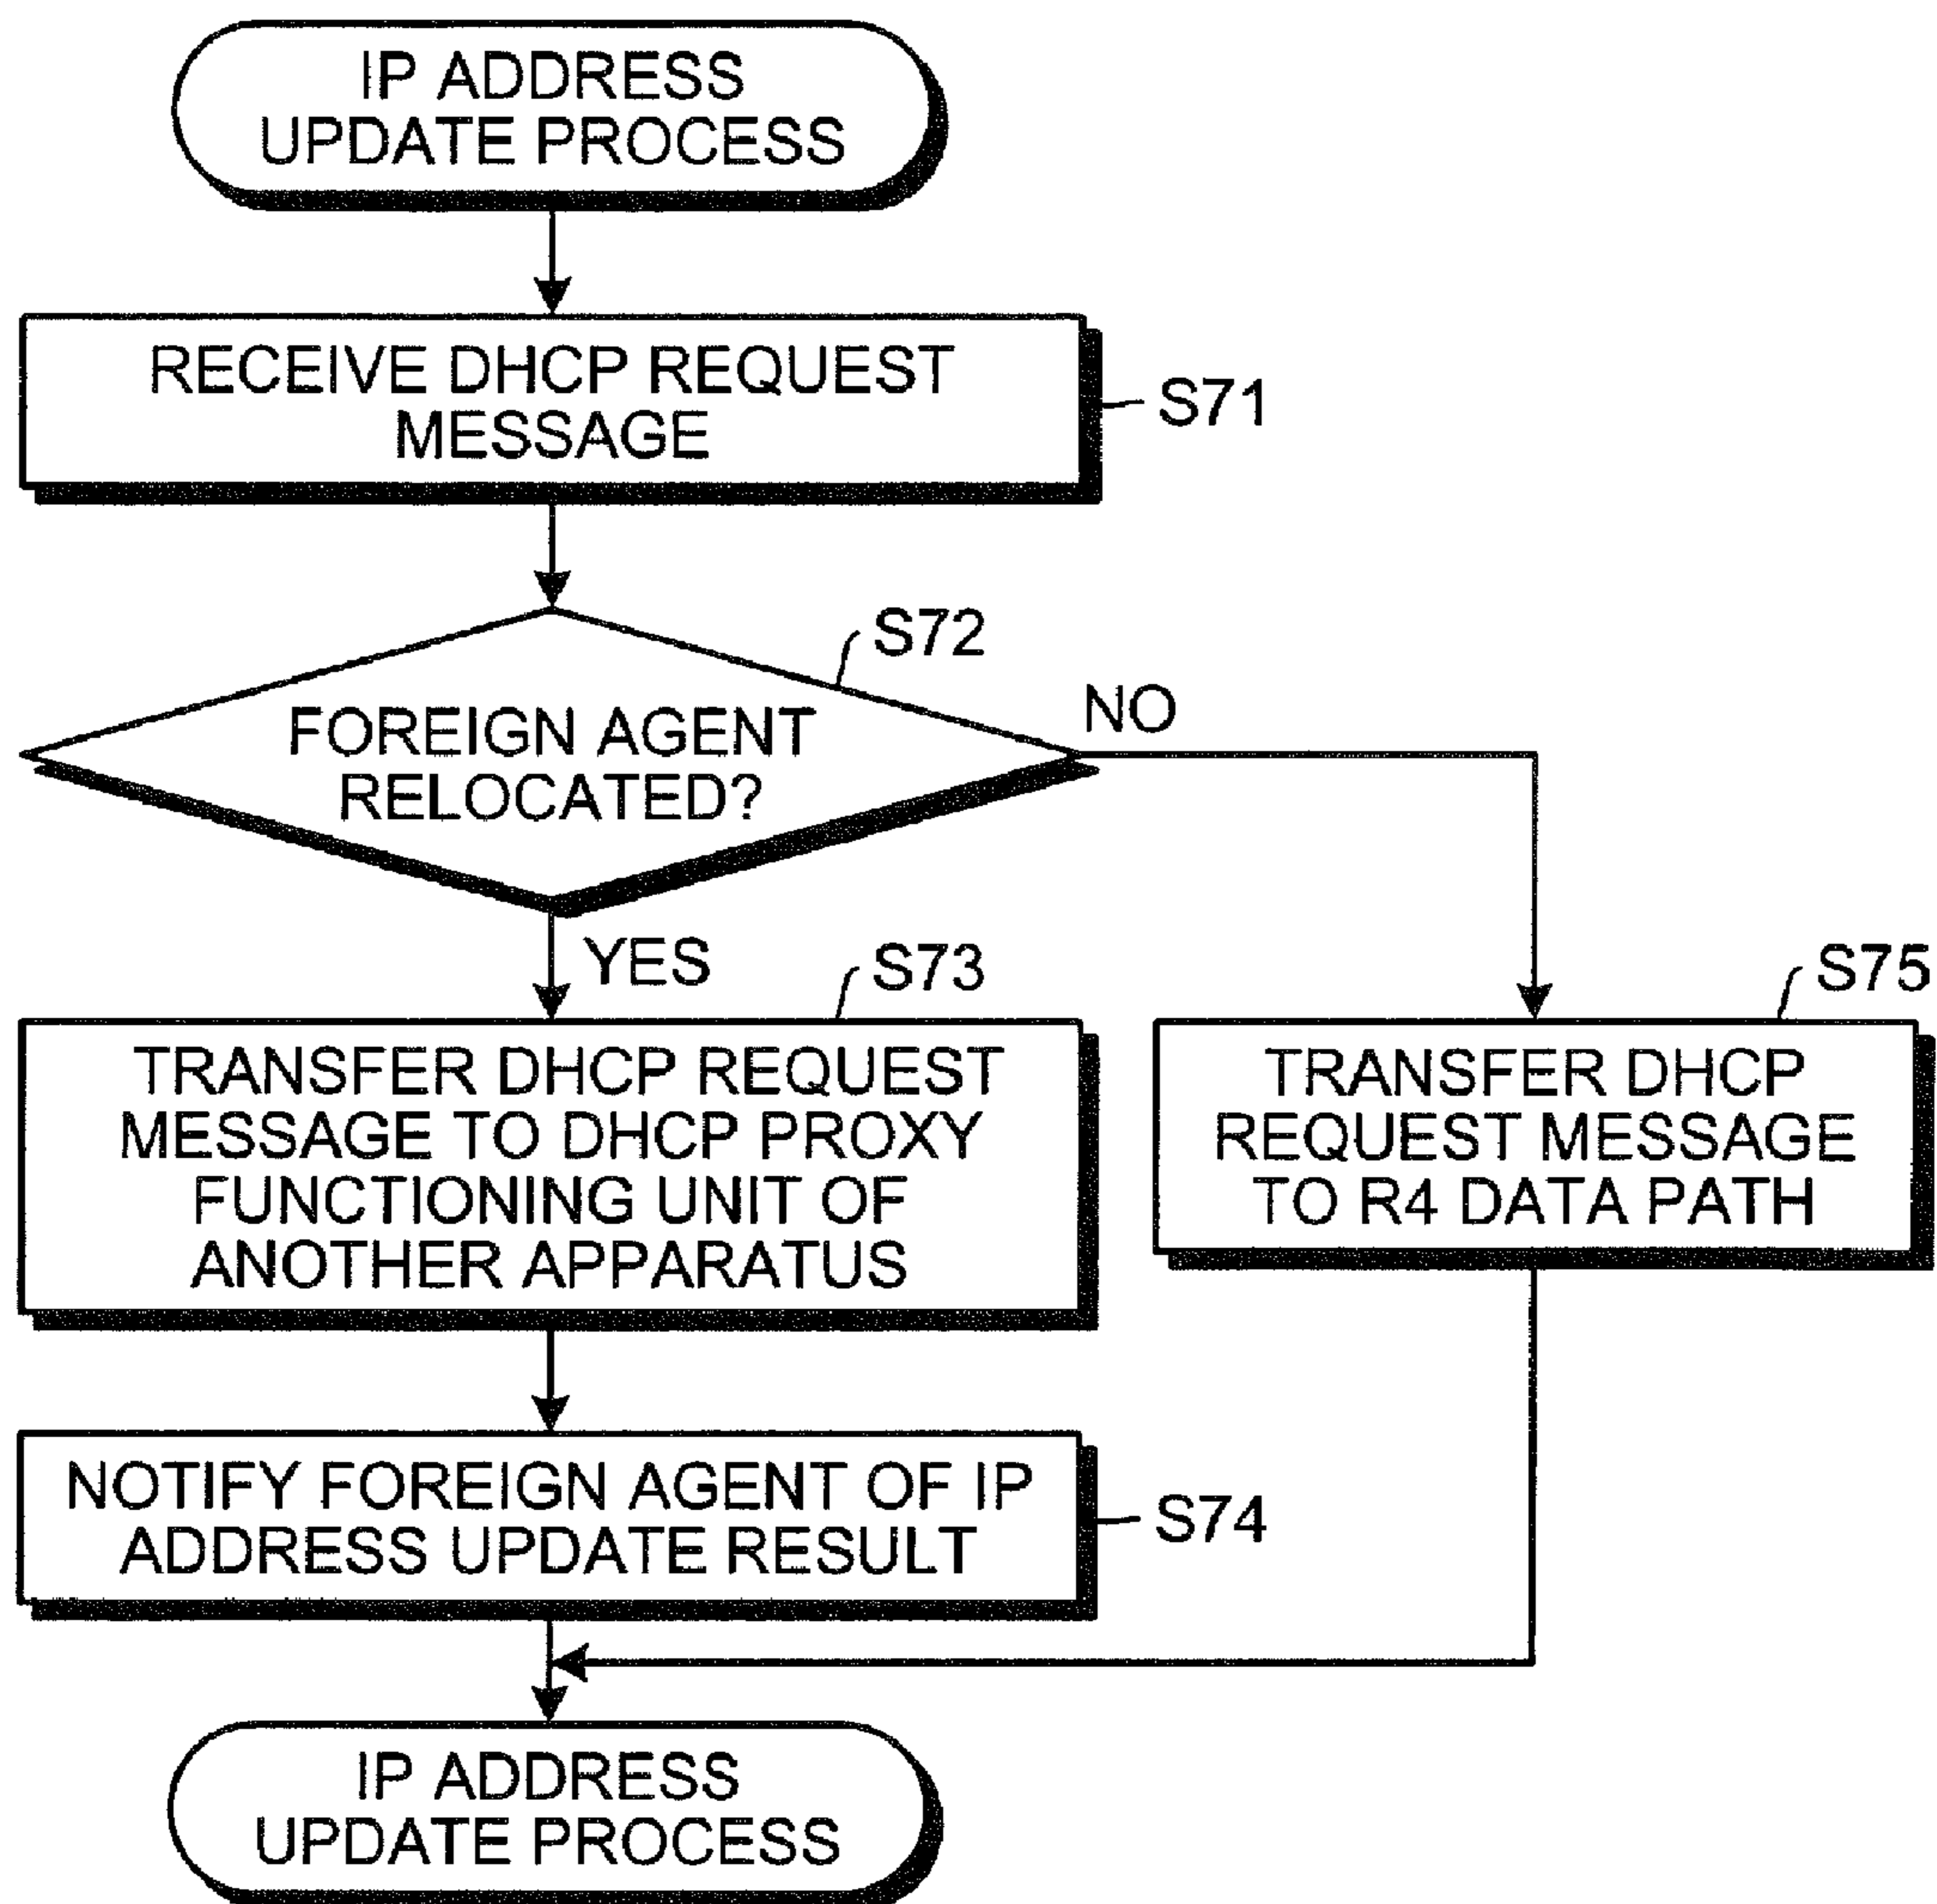 IP ADDRESS
UPDATE PROCESS
RECEIVE DHCP REQUEST
MESSAGE
S71
S72
FOREIGN AGENT
RELOCATED?
NO
YES
S73
TRANSFER DHCP REQUEST
MESSAGE TO DHCP PROXY
FUNCTIONING UNIT OF
ANOTHER APPARATUS
S75
TRANSFER DHCP
REQUEST MESSAGE
TO R4 DATA PATH
NOTIFY FOREIGN AGENT OF IP
ADDRESS UPDATE RESULT
S74
IP ADDRESS
UPDATE PROCESS